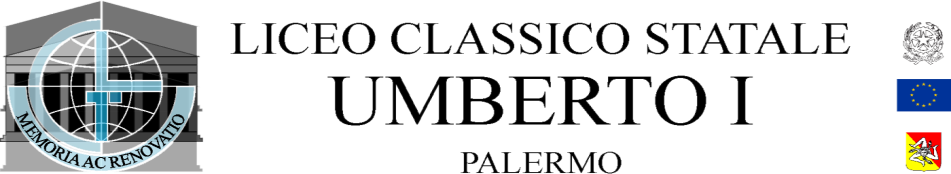 LICEO CLASSICO STATALE
UMBERTO I
PALERMO
MEMORIA AC RENOVATIO